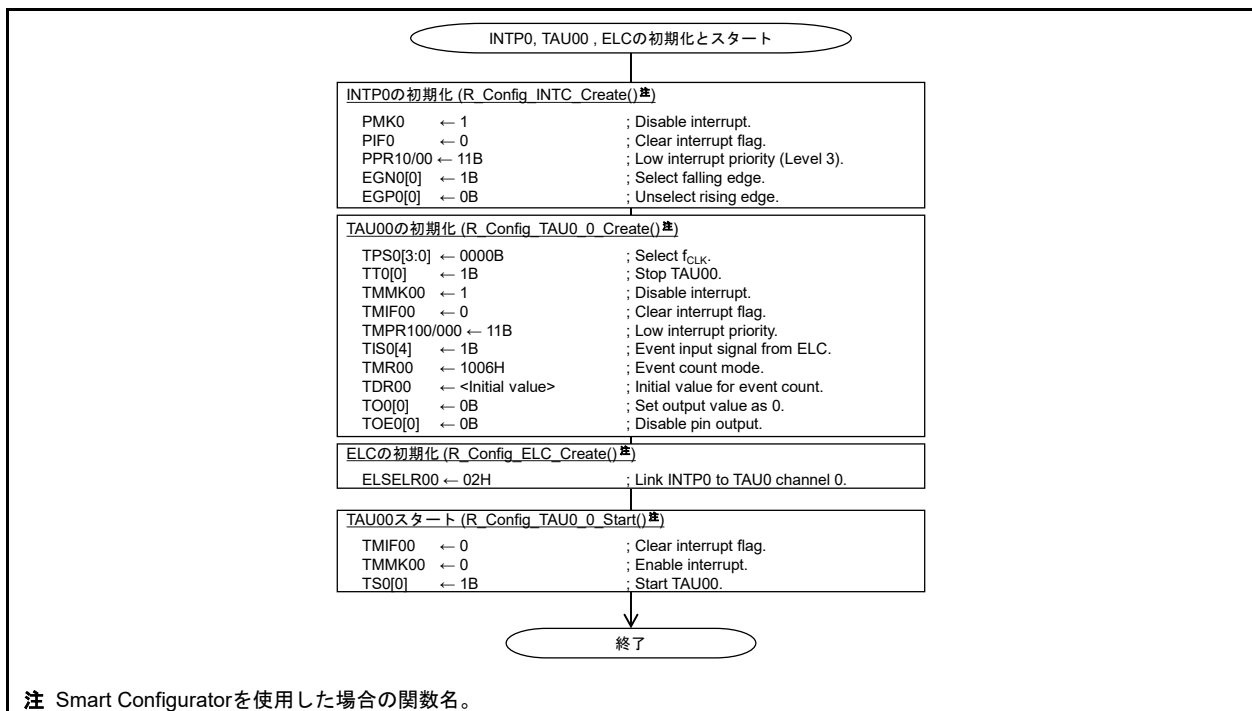 INTP0, TAU00 , ELCの初期化とスタート
INTP0の初期化 (R_Config_INTC_Create()注)
PMK0 ← 1 ; Disable interrupt.
PIF0 ← 0 ; Clear interrupt flag.
PPR10/00 ← 11B ; Low interrupt priority (Level 3).
EGN0[0] ← 1B ; Select falling edge.
EGP0[0] ← 0B ; Unselect rising edge.
TAU00の初期化 (R_Config_TAU0_0_Create()注)
TPS0[3:0] ← 0000B ; Select fCLK.
TT0[0] ← 1B ; Stop TAU00.
TMMK00 ← 1 ; Disable interrupt.
TMIF00 ← 0 ; Clear interrupt flag.
TMPR100/000 ← 11B ; Low interrupt priority.
TIS0[4] ← 1B ; Event input signal from ELC.
TMR00 ← 1006H ; Event count mode.
TDR00 ← <Initial value> ; Initial value for event count.
TO0[0] ← 0B ; Set output value as 0.
TOE0[0] ← 0B ; Disable pin output.
ELCの初期化 (R_Config_ELC_Create()注)
ELSELR00 ← 02H ; Link INTP0 to TAU0 channel 0.
TAU00スタート (R_Config_TAU0_0_Start()注)
TMIF00 ← 0 ; Clear interrupt flag.
TMMK00 ← 0 ; Enable interrupt.
TS0[0] ← 1B ; Start TAU00.
終了
注 Smart Configuratorを使用した場合の関数名。